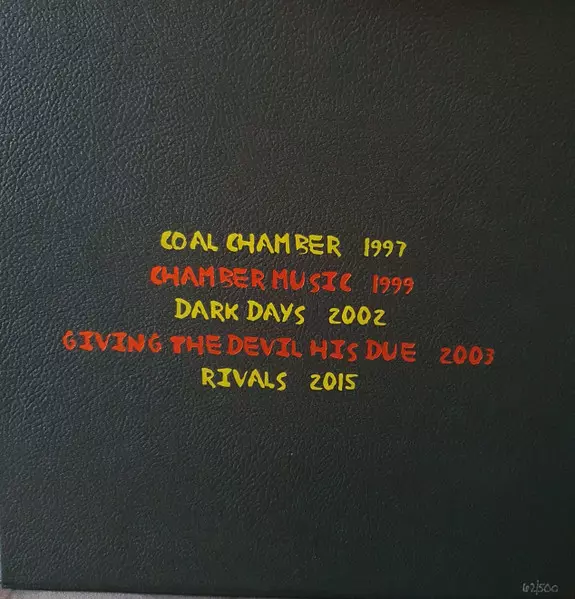 COAL CHAMBER 1997
CHAMBER MUSIC 1999
DARK DAYS 2002
GIVING THE DEVIL HIS DUE 2003
RIVALS 2015
62/500